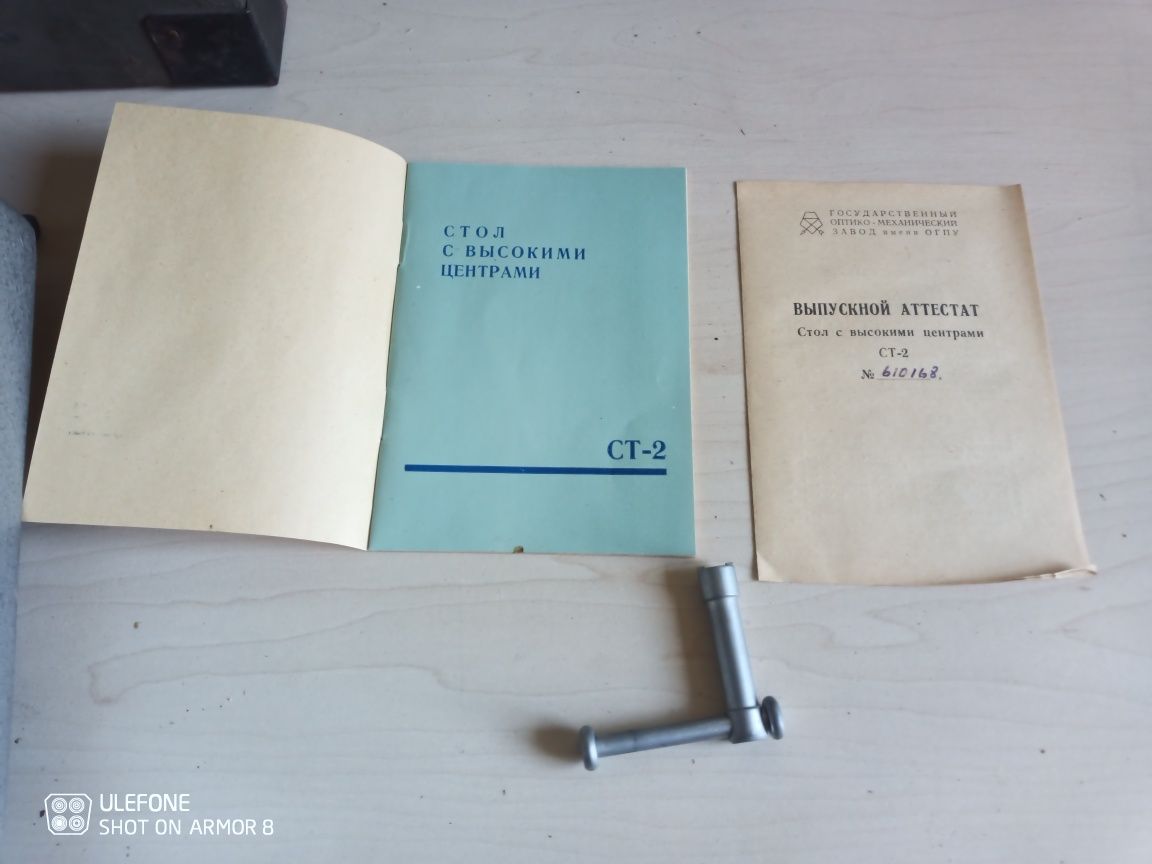 СТОЛ
С ВЫСОКИМИ
ЦЕНТРАМИ
СТ-2
ГОСУДАРСТВЕННЫЙ
ОПТИКО-МЕХАНИЧЕСКИЙ
ЗАВОД имени ОГПУ
ВЫПУСКНОЙ АТТЕСТАТ
Стол с высокими центрами
СТ-2
№ 610168.
ULEFONE
SHOT ON ARMOR 8